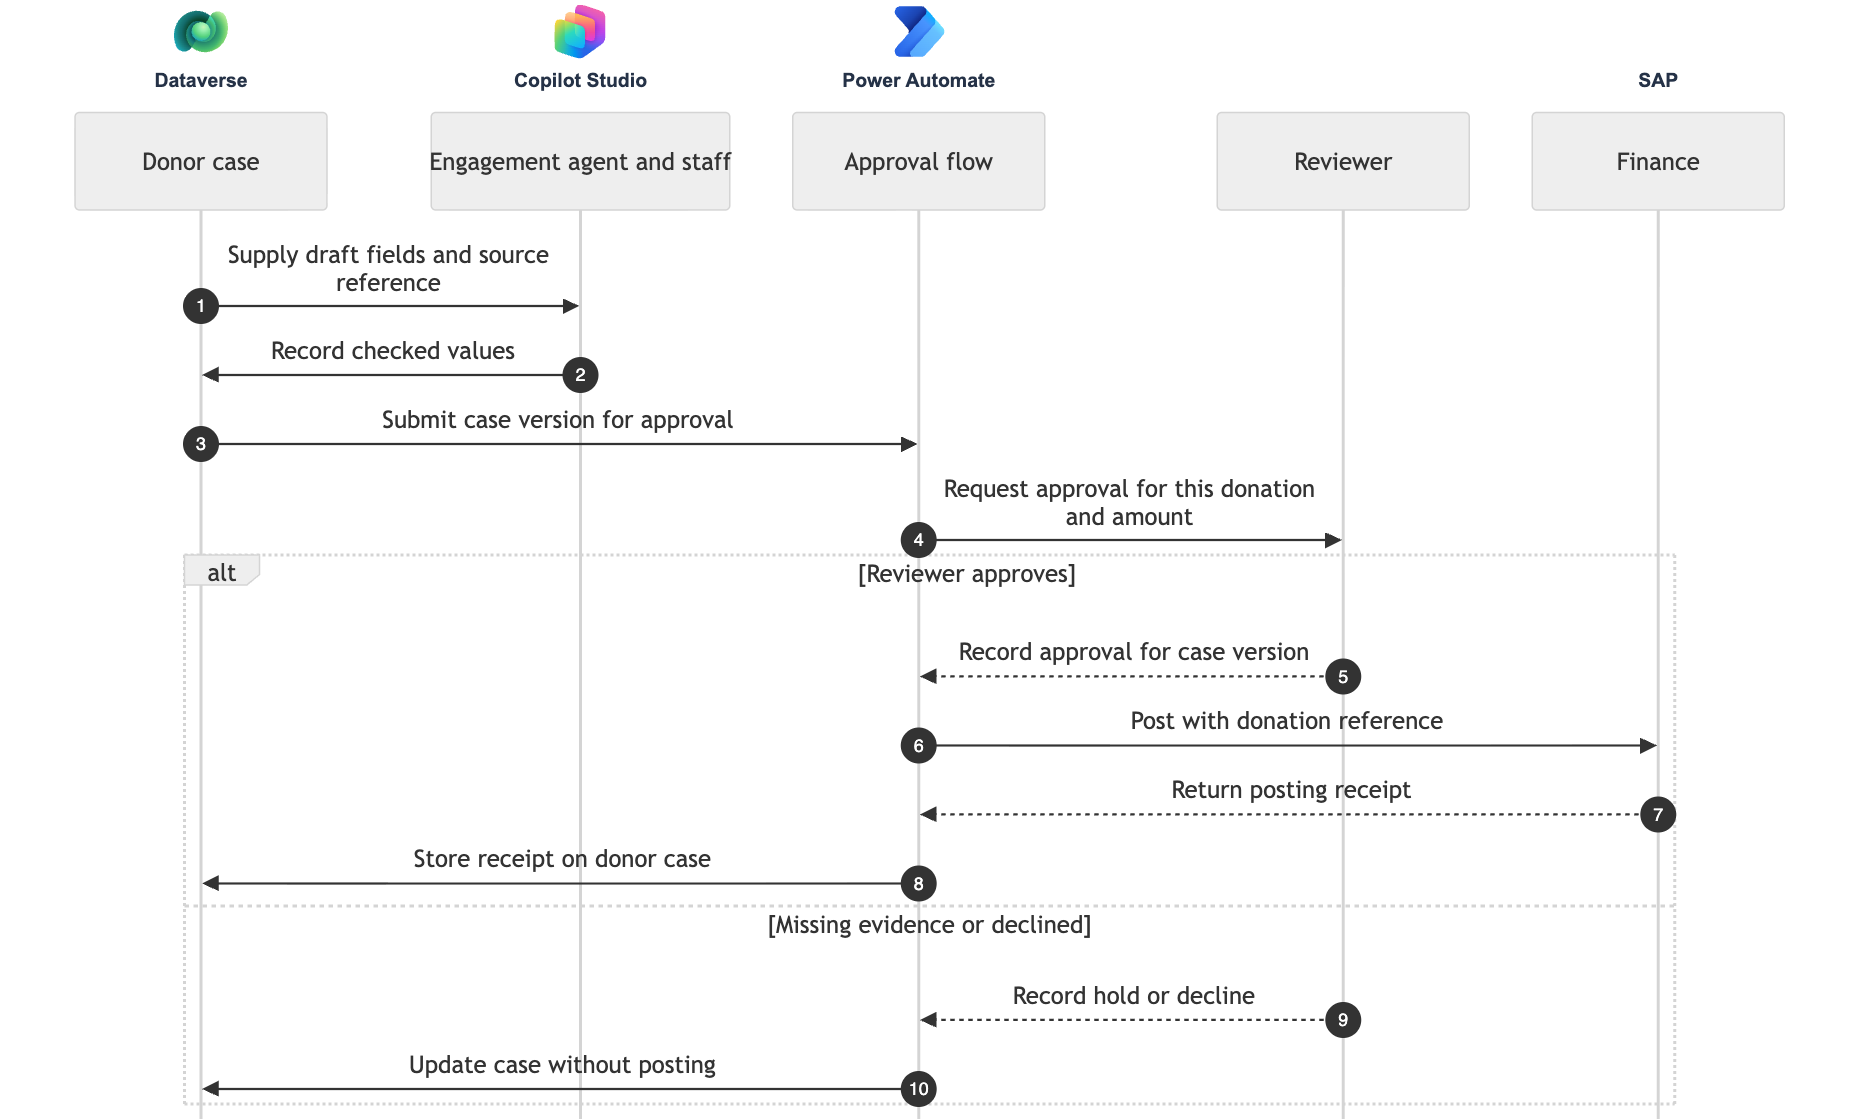 Dataverse
Copilot Studio
Power Automate
SAP
Donor case
Engagement agent and staff
Approval flow
Reviewer
Finance
Supply draft fields and source
reference
1
Record checked values
2
Submit case version for approval
3
Request approval for this donation
and amount
4
alt
[Reviewer approves]
Record approval for case version
5
Post with donation reference
6
Return posting receipt
7
Store receipt on donor case
8
[Missing evidence or declined]
Record hold or decline
9
Update case without posting
10